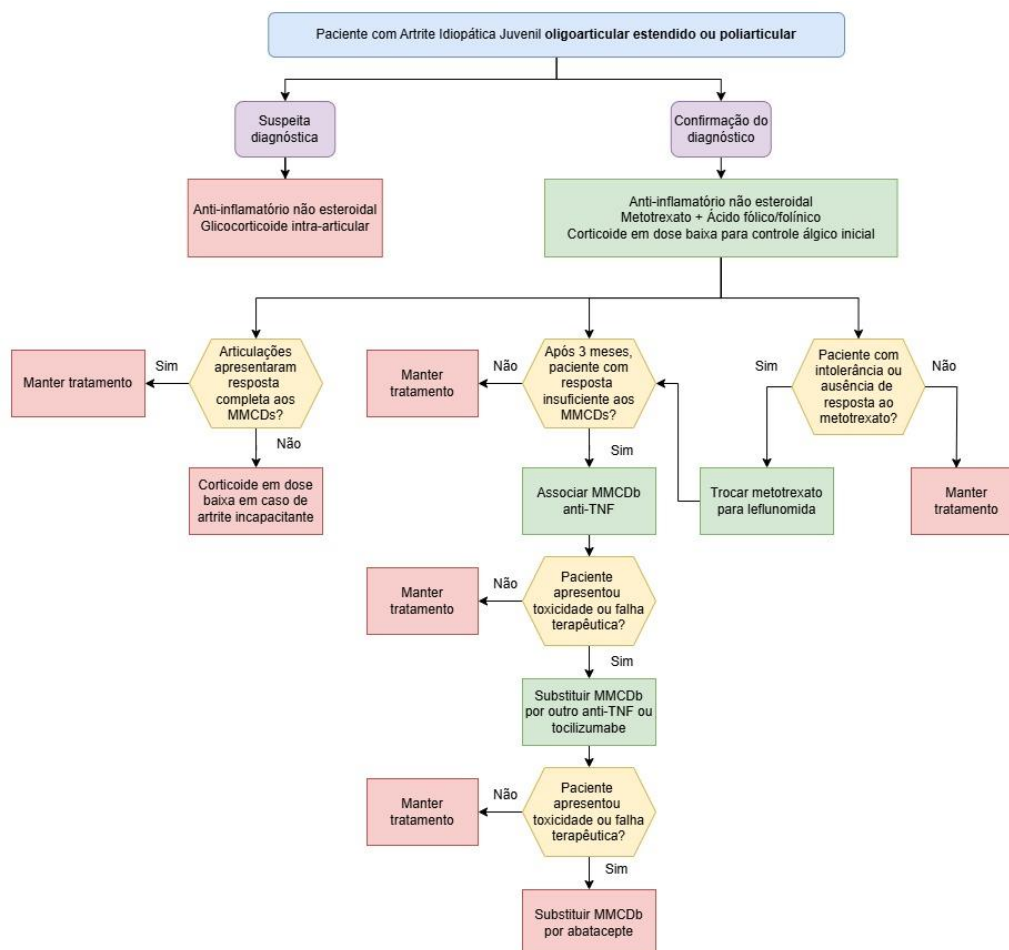 Paciente com Artrite Idiopática Juvenil oligoarticular estendido ou poliarticular
Suspeita
diagnóstica
Confirmação do
diagnóstico
Anti-inflamatório não esteroidal
Glicocorticoide intra-articular
Anti-inflamatório não esteroidal
Metotrexato + Ácido fólico/folínico
Corticoide em dose baixa para controle álgico inicial
Manter tratamento
Sim
Articulações
apresentaram
resposta
completa aos
MMCDs?
Não
Corticoide em dose
baixa em caso de
artrite incapacitante
Manter
tratamento
Não
Após 3 meses,
paciente com
resposta
insuficiente aos
MMCDs?
Sim
Associar MMCDb
anti-TNF
Sim
Paciente com
intolerância ou
ausência de
resposta ao
metotrexato?
Não
Trocar metotrexato
para leflunomida
Manter
tratamento
Manter
tratamento
Não
Paciente
apresentou
toxicidade ou falha
terapêutica?
Sim
Substituir MMCDb
por outro anti-TNF ou
tocilizumabe
Manter
tratamento
Não
Paciente
apresentou
toxicidade ou falha
terapêutica?
Sim
Substituir MMCDb
por abatacepte